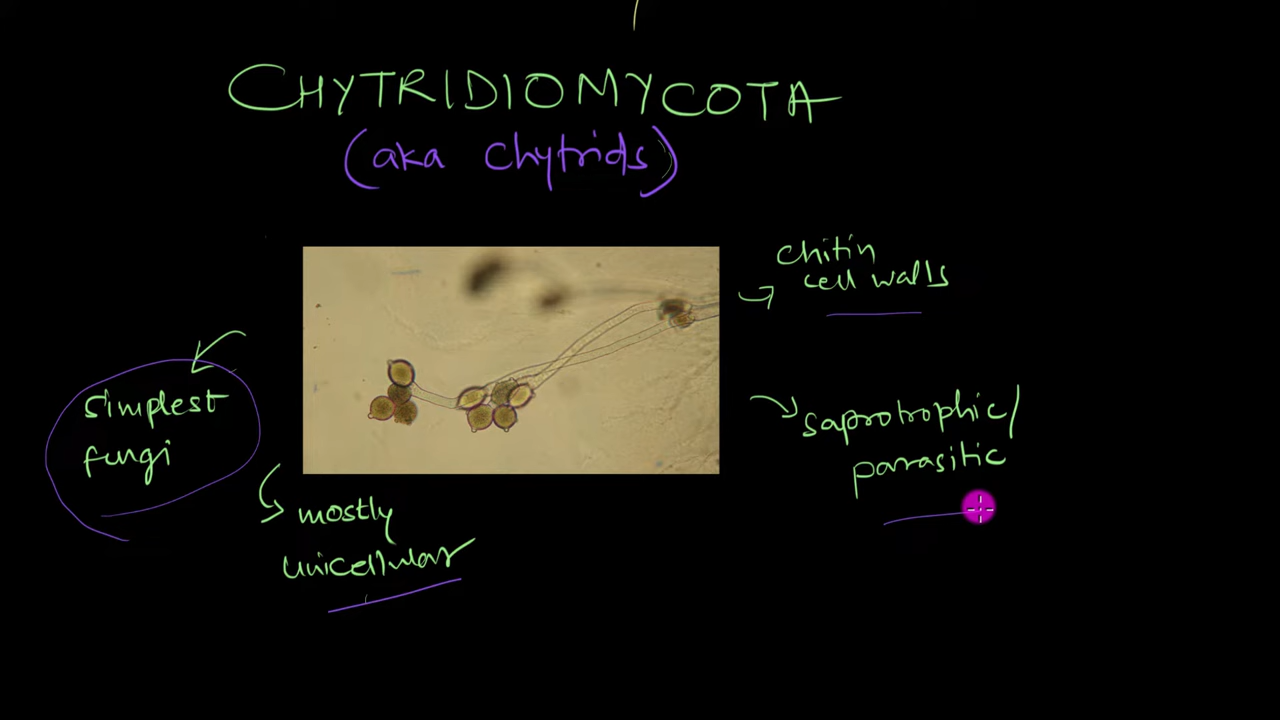 CHYTRIDIOMYCOTA
(aka chytrids)
chitin
cell walls
simplest
fungi
saprotrophic/
parasitic
mostly
unicellular